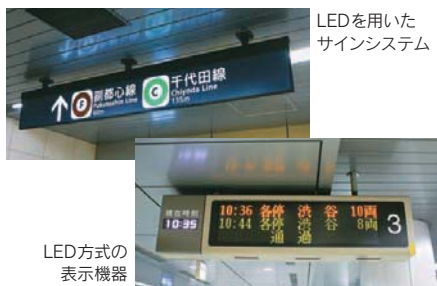 LEDを用いた
サインシステム
↑ F 副都心線 C 千代田線
Fukutoshin Line Chiyoda Line
135m
現在時刻
10:35
10:36 各停 渋谷 10両
10:44 各停 渋谷 8両
通過
3
LED方式の
表示機器